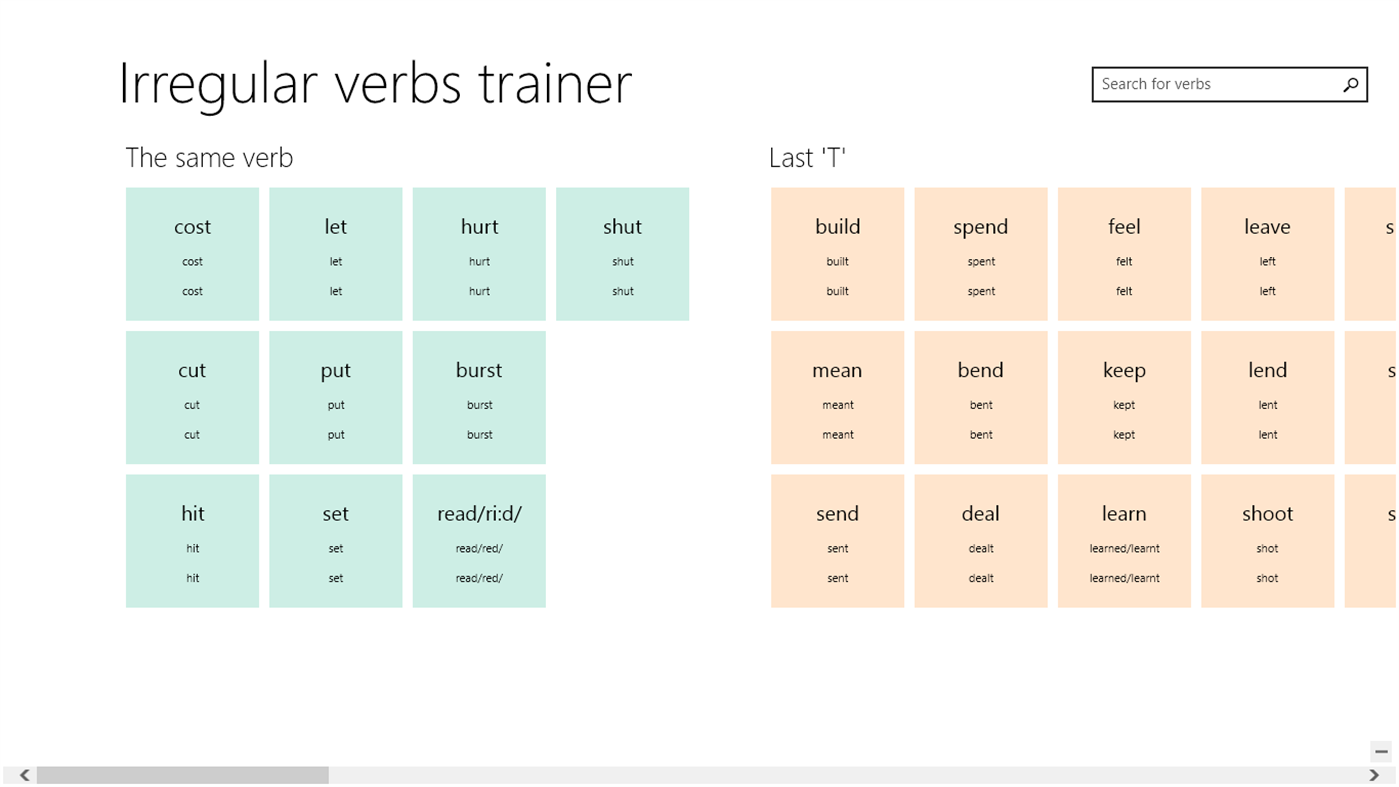 Irregular verbs trainer
Search for verbs
The same verb
cost
cost
cost
let
let
let
hurt
hurt
hurt
shut
shut
shut
cut
cut
cut
put
put
put
burst
burst
burst
hit
hit
hit
set
set
set
read/ri:d/
read/red/
read/red/
Last 'T'
build
built
built
spend
spent
spent
feel
felt
felt
leave
left
left
s
mean
meant
meant
bend
bent
bent
keep
kept
kept
lend
lent
lent
s
send
sent
sent
deal
dealt
dealt
learn
learned/learnt
learned/learnt
shoot
shot
shot
s